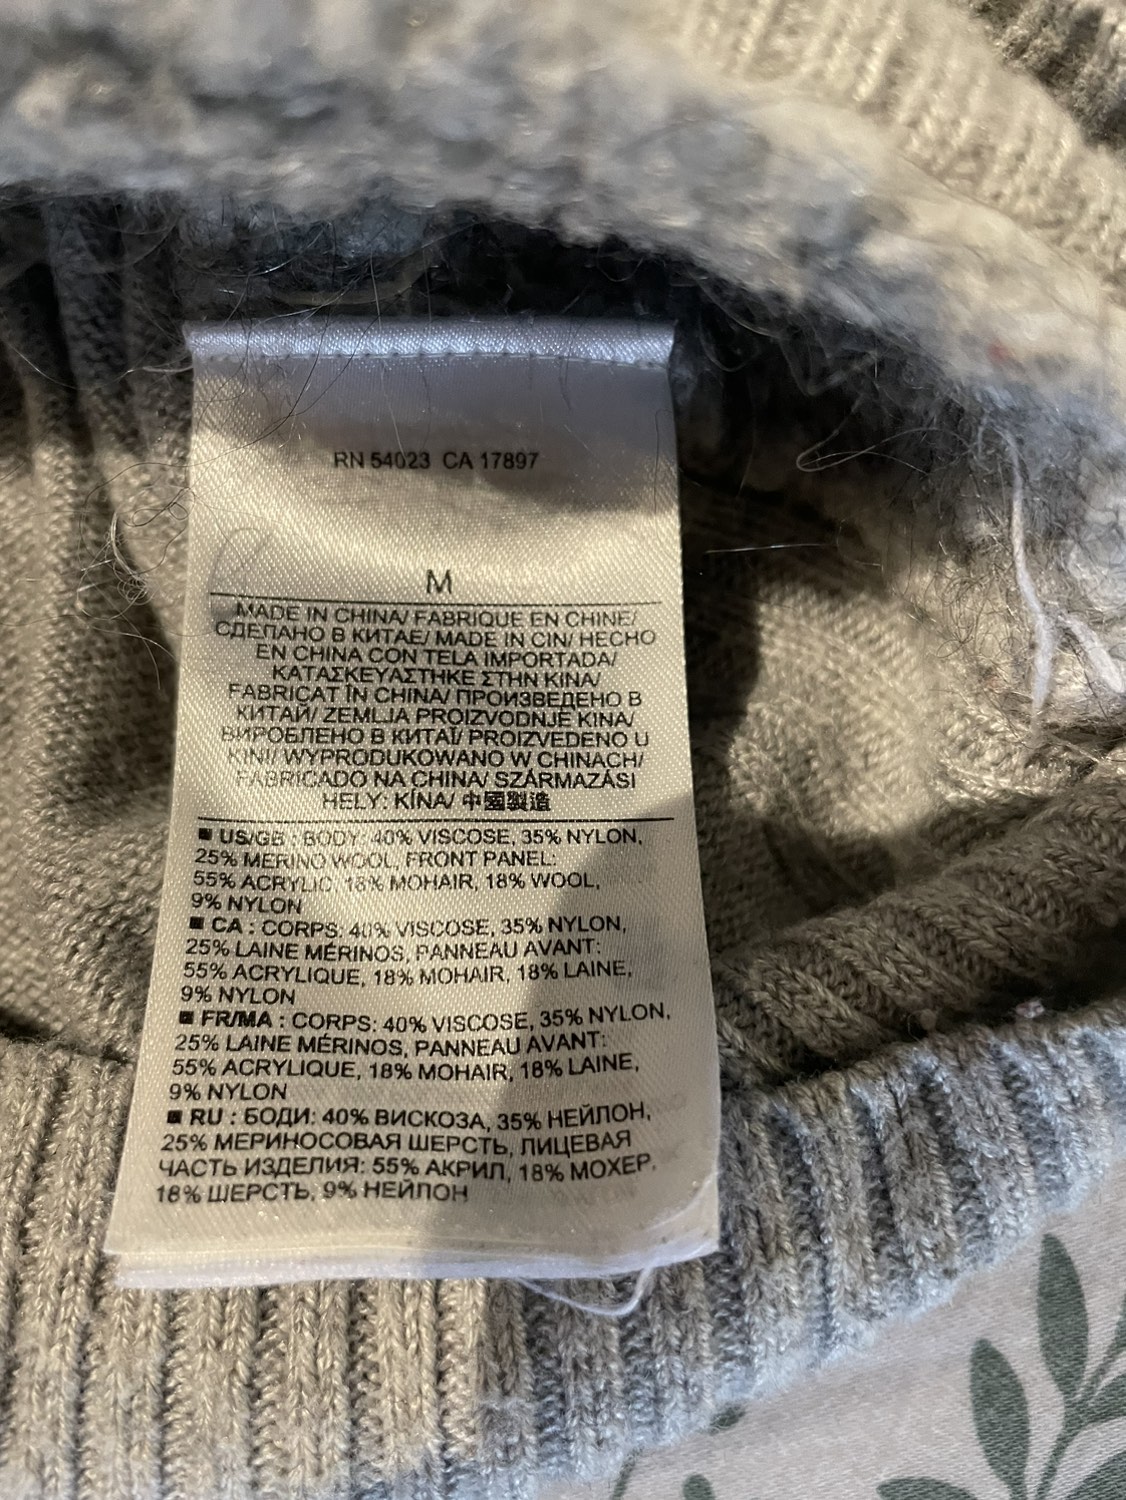 RN 54023 CA 17897
M
MADE IN CHINA/ FABRIQUE EN CHINE/
СДЕЛАНО В КИТАЕ/ MADE IN CIN/ HECHO
EN CHINA CON TELA IMPORTADA/
ΚΑΤΑΣΚΕΥΑΣΤΗΚΕ ΣΤΗΝ ΚΙΝΑ/
FABRICAT ÎN CHINA/ ПРОИЗВЕДЕНО В
КИТАЙ/ ZEMLJA PROIZVODNJE KINA/
ВИРОБЛЕНО В КИТАЇ/ PROIZVEDENO U
KINI/ WYPRODUKOWANO W CHINACH/
FABRICADO NA CHINA/ SZÁRMAZÁSI
HELY: KÍNA/ 中國製造
■ US/GB : BODY: 40% VISCOSE, 35% NYLON,
25% MERINO WOOL, FRONT PANEL:
55% ACRYLIC, 18% MOHAIR, 18% WOOL,
9% NYLON
■ CA : CORPS: 40% VISCOSE, 35% NYLON,
25% LAINE MÉRINOS, PANNEAU AVANT:
55% ACRYLIQUE, 18% MOHAIR, 18% LAINE,
9% NYLON
■ FR/MA : CORPS: 40% VISCOSE, 35% NYLON,
25% LAINE MÉRINOS, PANNEAU AVANT:
55% ACRYLIQUE, 18% MOHAIR, 18% LAINE,
9% NYLON
■ RU : БОДИ: 40% ВИСКОЗА, 35% НЕЙЛОН,
25% МЕРИНОСОВАЯ ШЕРСТЬ, ЛИЦЕВАЯ
ЧАСТЬ ИЗДЕЛИЯ: 55% АКРИЛ, 18% МОХЕР,
18% ШЕРСТЬ, 9% НЕЙЛОН